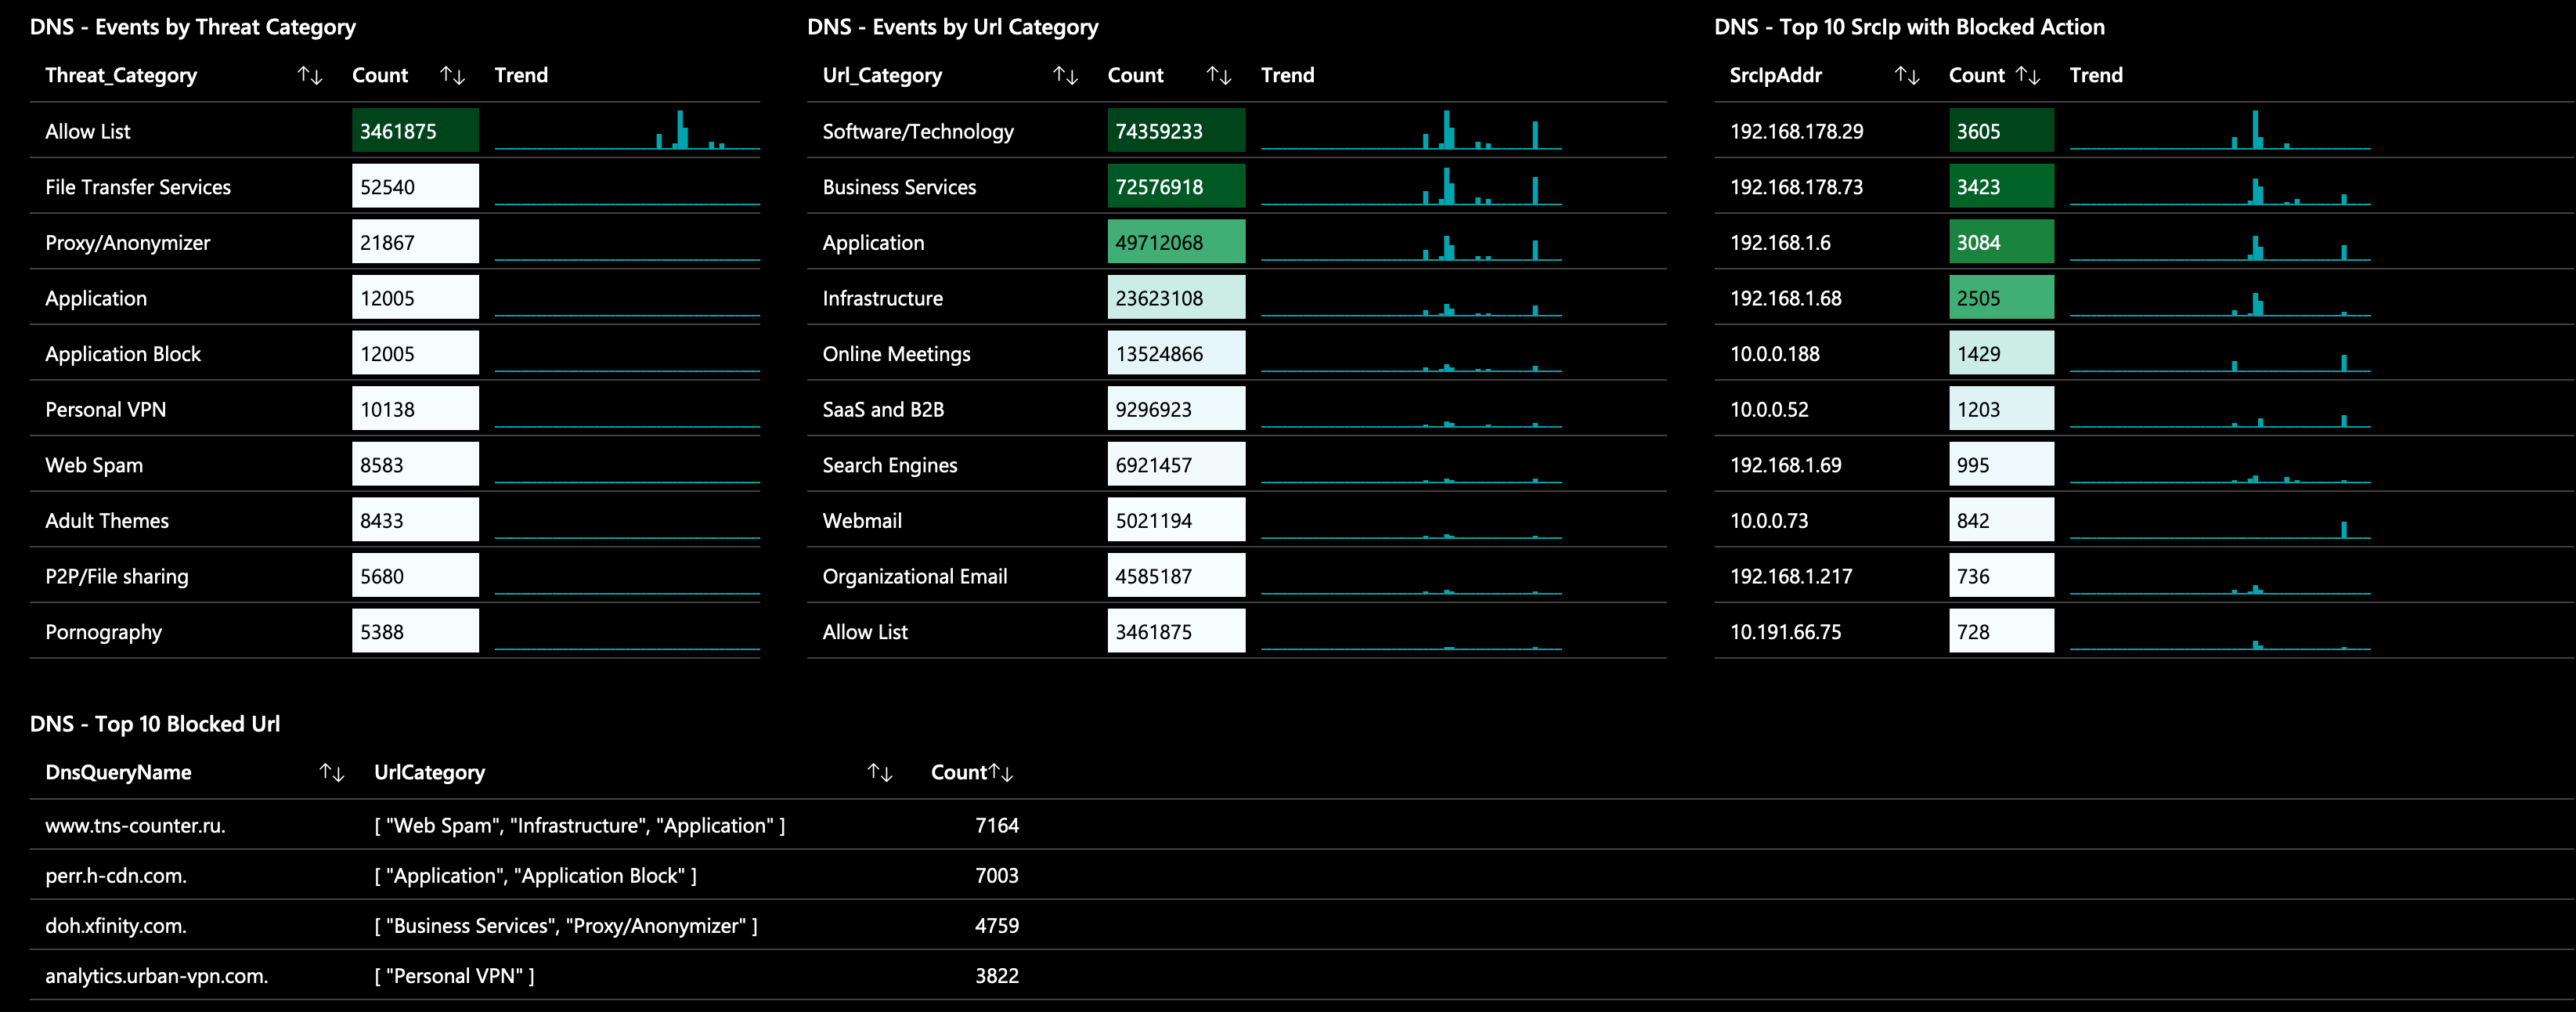 DNS - Events by Threat Category
Threat_Category ↑↓ Count ↑↓ Trend
Allow List 3461875
File Transfer Services 52540
Proxy/Anonymizer 21867
Application 12005
Application Block 12005
Personal VPN 10138
Web Spam 8583
Adult Themes 8433
P2P/File sharing 5680
Pornography 5388
DNS - Events by Url Category
Url_Category ↑↓ Count ↑↓ Trend
Software/Technology 74359233
Business Services 72576918
Application 49712068
Infrastructure 23623108
Online Meetings 13524866
SaaS and B2B 9296923
Search Engines 6921457
Webmail 5021194
Organizational Email 4585187
Allow List 3461875
DNS - Top 10 SrcIp with Blocked Action
SrcIpAddr ↑↓ Count ↑↓ Trend
192.168.178.29 3605
192.168.178.73 3423
192.168.1.6 3084
192.168.1.68 2505
10.0.0.188 1429
10.0.0.52 1203
192.168.1.69 995
10.0.0.73 842
192.168.1.217 736
10.191.66.75 728
DNS - Top 10 Blocked Url
DnsQueryName ↑↓ UrlCategory ↑↓ Count↑↓
www.tns-counter.ru. [ "Web Spam", "Infrastructure", "Application" ] 7164
perr.h-cdn.com. [ "Application", "Application Block" ] 7003
doh.xfinity.com. [ "Business Services", "Proxy/Anonymizer" ] 4759
analytics.urban-vpn.com. [ "Personal VPN" ] 3822